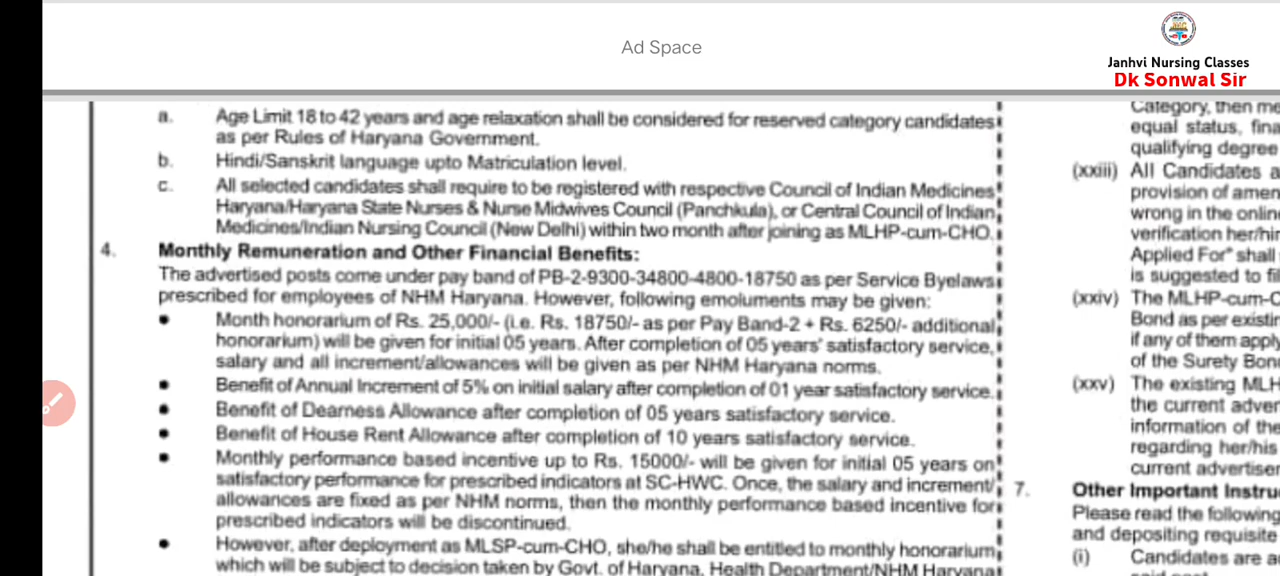 Ad Space
Janhvi Nursing Classes
Dk Sonwal Sir
a. Age Limit 18 to 42 years and age relaxation shall be considered for reserved category candidates
as per Rules of Haryana Government.
b. Hindi/Sanskrit language upto Matriculation level.
c. All selected candidates shall require to be registered with respective Council of Indian Medicines
Haryana/Haryana State Nurses & Nurse Midwives Council (Panchkula), or Central Council of Indian
Medicines/Indian Nursing Council (New Delhi) within two month after joining as MLHP-cum-CHO.
4. Monthly Remuneration and Other Financial Benefits:
The advertised posts come under pay band of PB-2-9300-34800-4800-18750 as per Service Byelaws
prescribed for employees of NHM Haryana. However, following emoluments may be given:
• Month honorarium of Rs. 25,000/- (i.e. Rs. 18750/- as per Pay Band-2 + Rs. 6250/- additional
honorarium) will be given for initial 05 years. After completion of 05 years' satisfactory service,
salary and all increment/allowances will be given as per NHM Haryana norms.
• Benefit of Annual Increment of 5% on initial salary after completion of 01 year satisfactory service.
• Benefit of Dearness Allowance after completion of 05 years satisfactory service.
• Benefit of House Rent Allowance after completion of 10 years satisfactory service.
• Monthly performance based incentive up to Rs. 15000/- will be given for initial 05 years on
satisfactory performance for prescribed indicators at SC-HWC. Once, the salary and increment/
allowances are fixed as per NHM norms, then the monthly performance based incentive for
prescribed indicators will be discontinued.
• However, after deployment as MLSP-cum-CHO, she/he shall be entitled to monthly honorarium
which will be subject to decision taken by Govt. of Haryana, Health Department/NHM Haryana
Category, then me
equal status, fina
qualifying degree
(xxiii) All Candidates a
provision of amen
wrong in the onlin
verification her/hir
Applied For" shall
is suggested to fil
(xxiv) The MLHP-cum-C
Bond as per existin
if any of them apply
of the Surety Bon
(xxv) The existing MLH
the current adver
information of the
regarding her/his
current advertisem
7. Other Important Instru
Please read the following
and depositing requisite
(i) Candidates are a